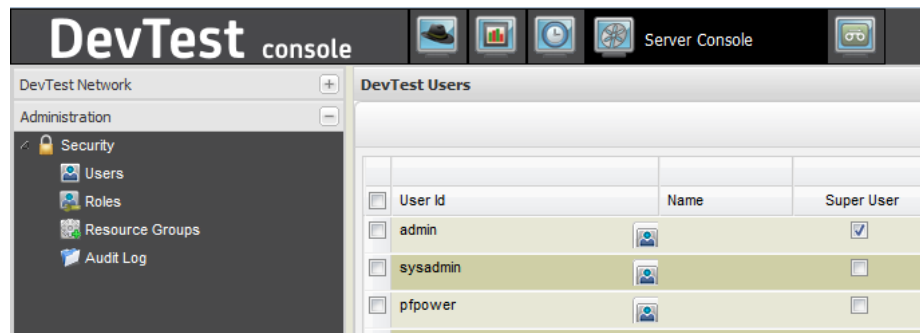 DevTest console
Server Console
DevTest Network
DevTest Users
Administration
Security
Users
Roles
User Id Name Super User
Resource Groups
admin
Audit Log
sysadmin
pfpower